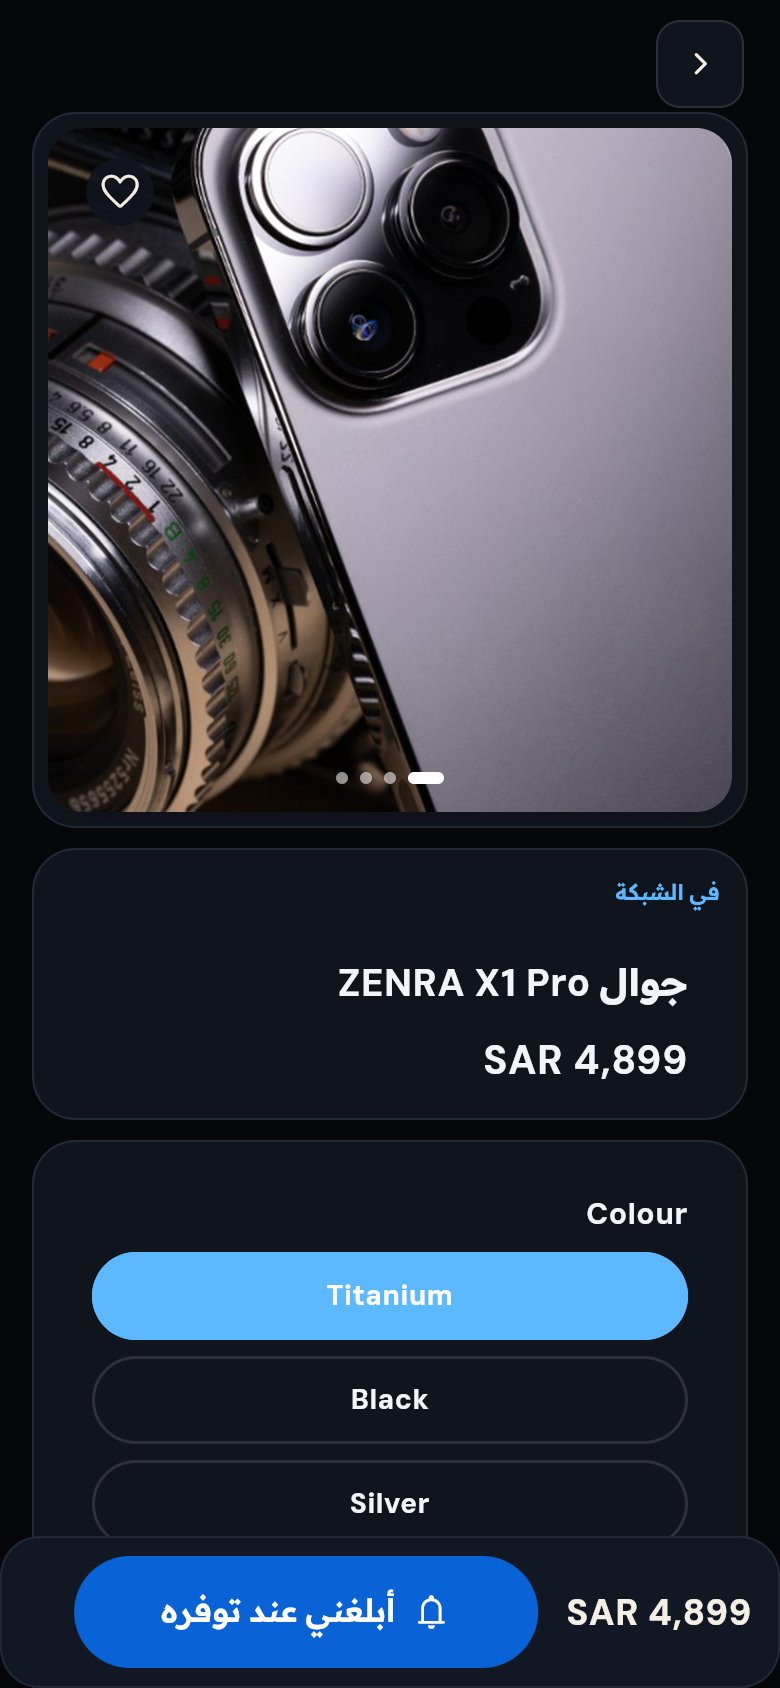 في الشبكة
جوال ZENRA X1 Pro
SAR 4,899
Colour
Titanium
Black
Silver
SAR 4,899
أبلغني عند توفره